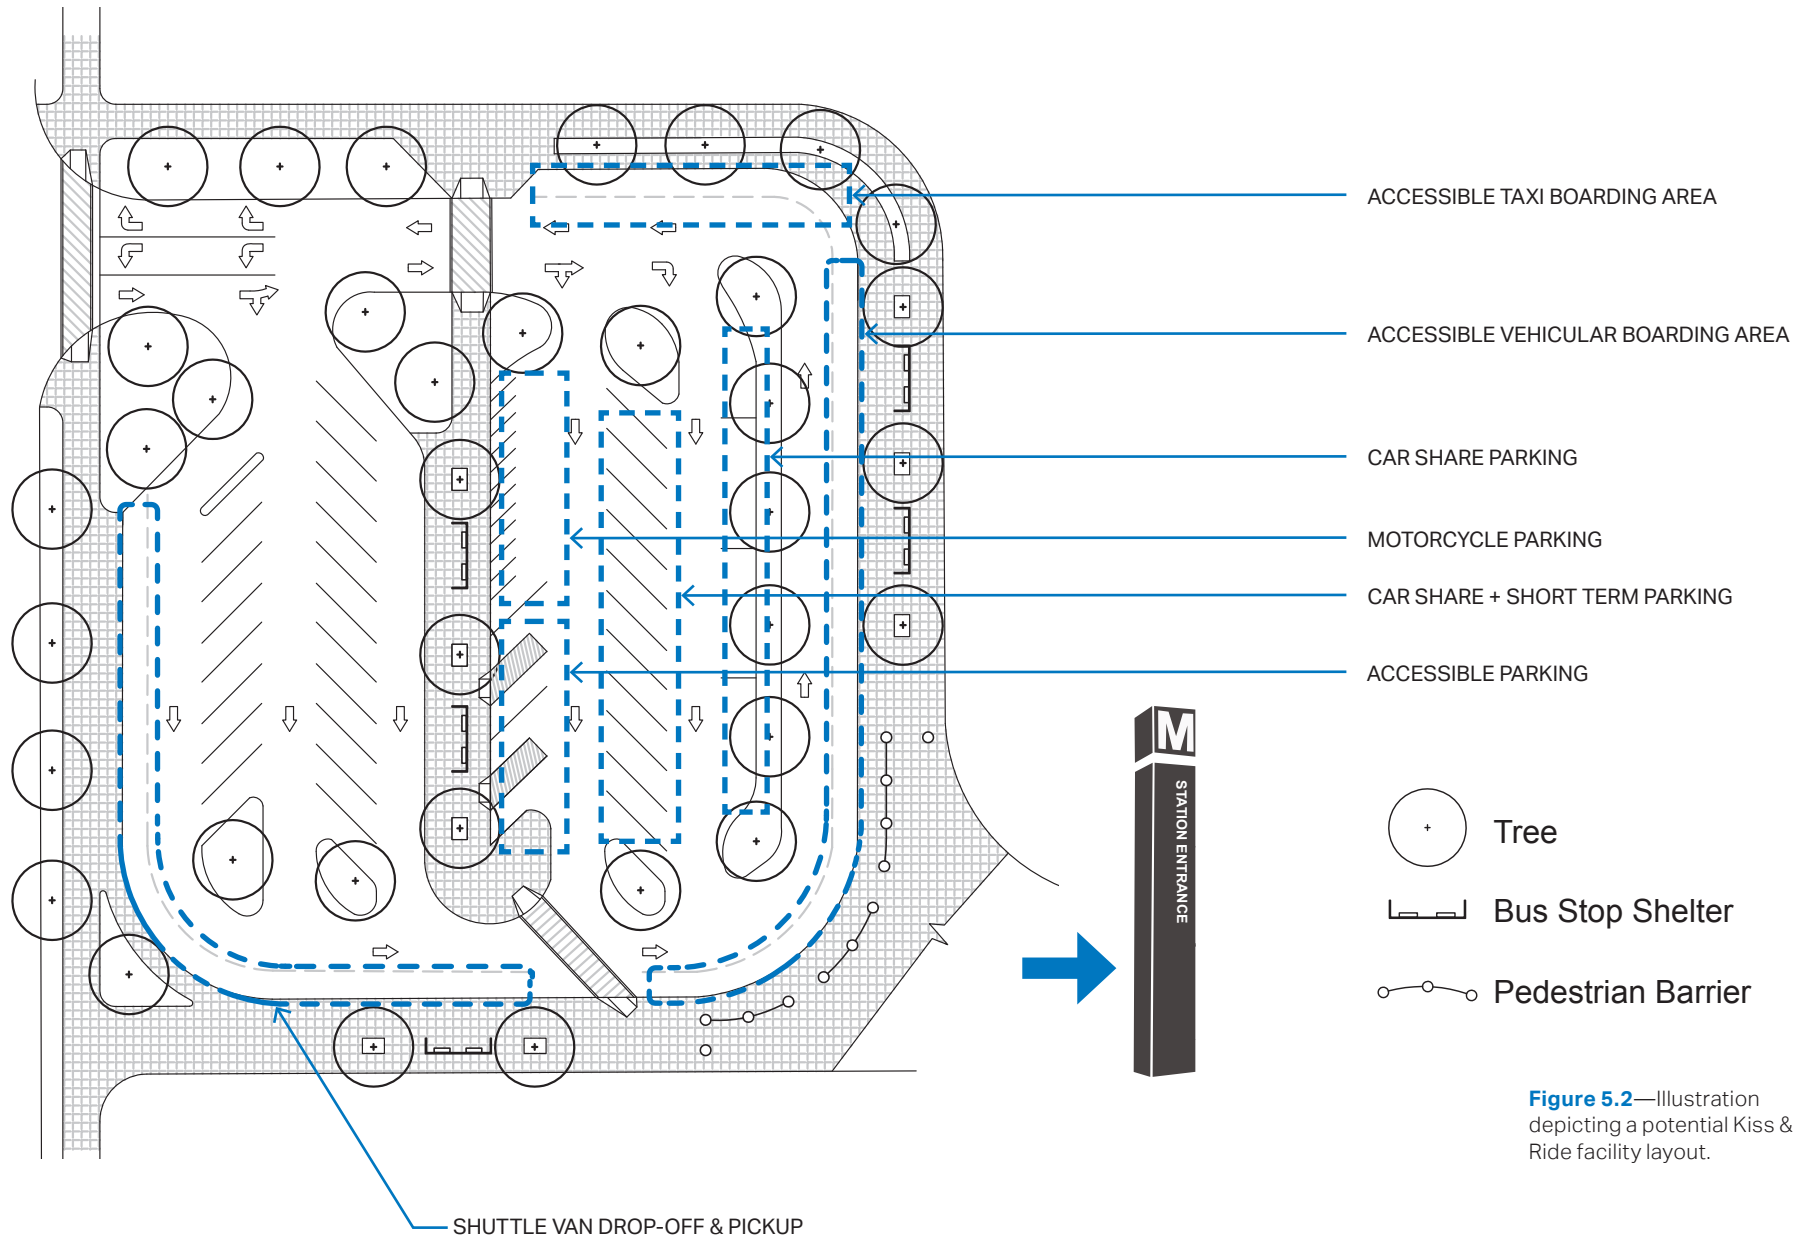 ACCESSIBLE TAXI BOARDING AREA
ACCESSIBLE VEHICULAR BOARDING AREA
CAR SHARE PARKING
MOTORCYCLE PARKING
CAR SHARE + SHORT TERM PARKING
ACCESSIBLE PARKING
M
STATION ENTRANCE
Tree
Bus Stop Shelter
Pedestrian Barrier
Figure 5.2—Illustration
depicting a potential Kiss &
Ride facility layout.
SHUTTLE VAN DROP-OFF & PICKUP